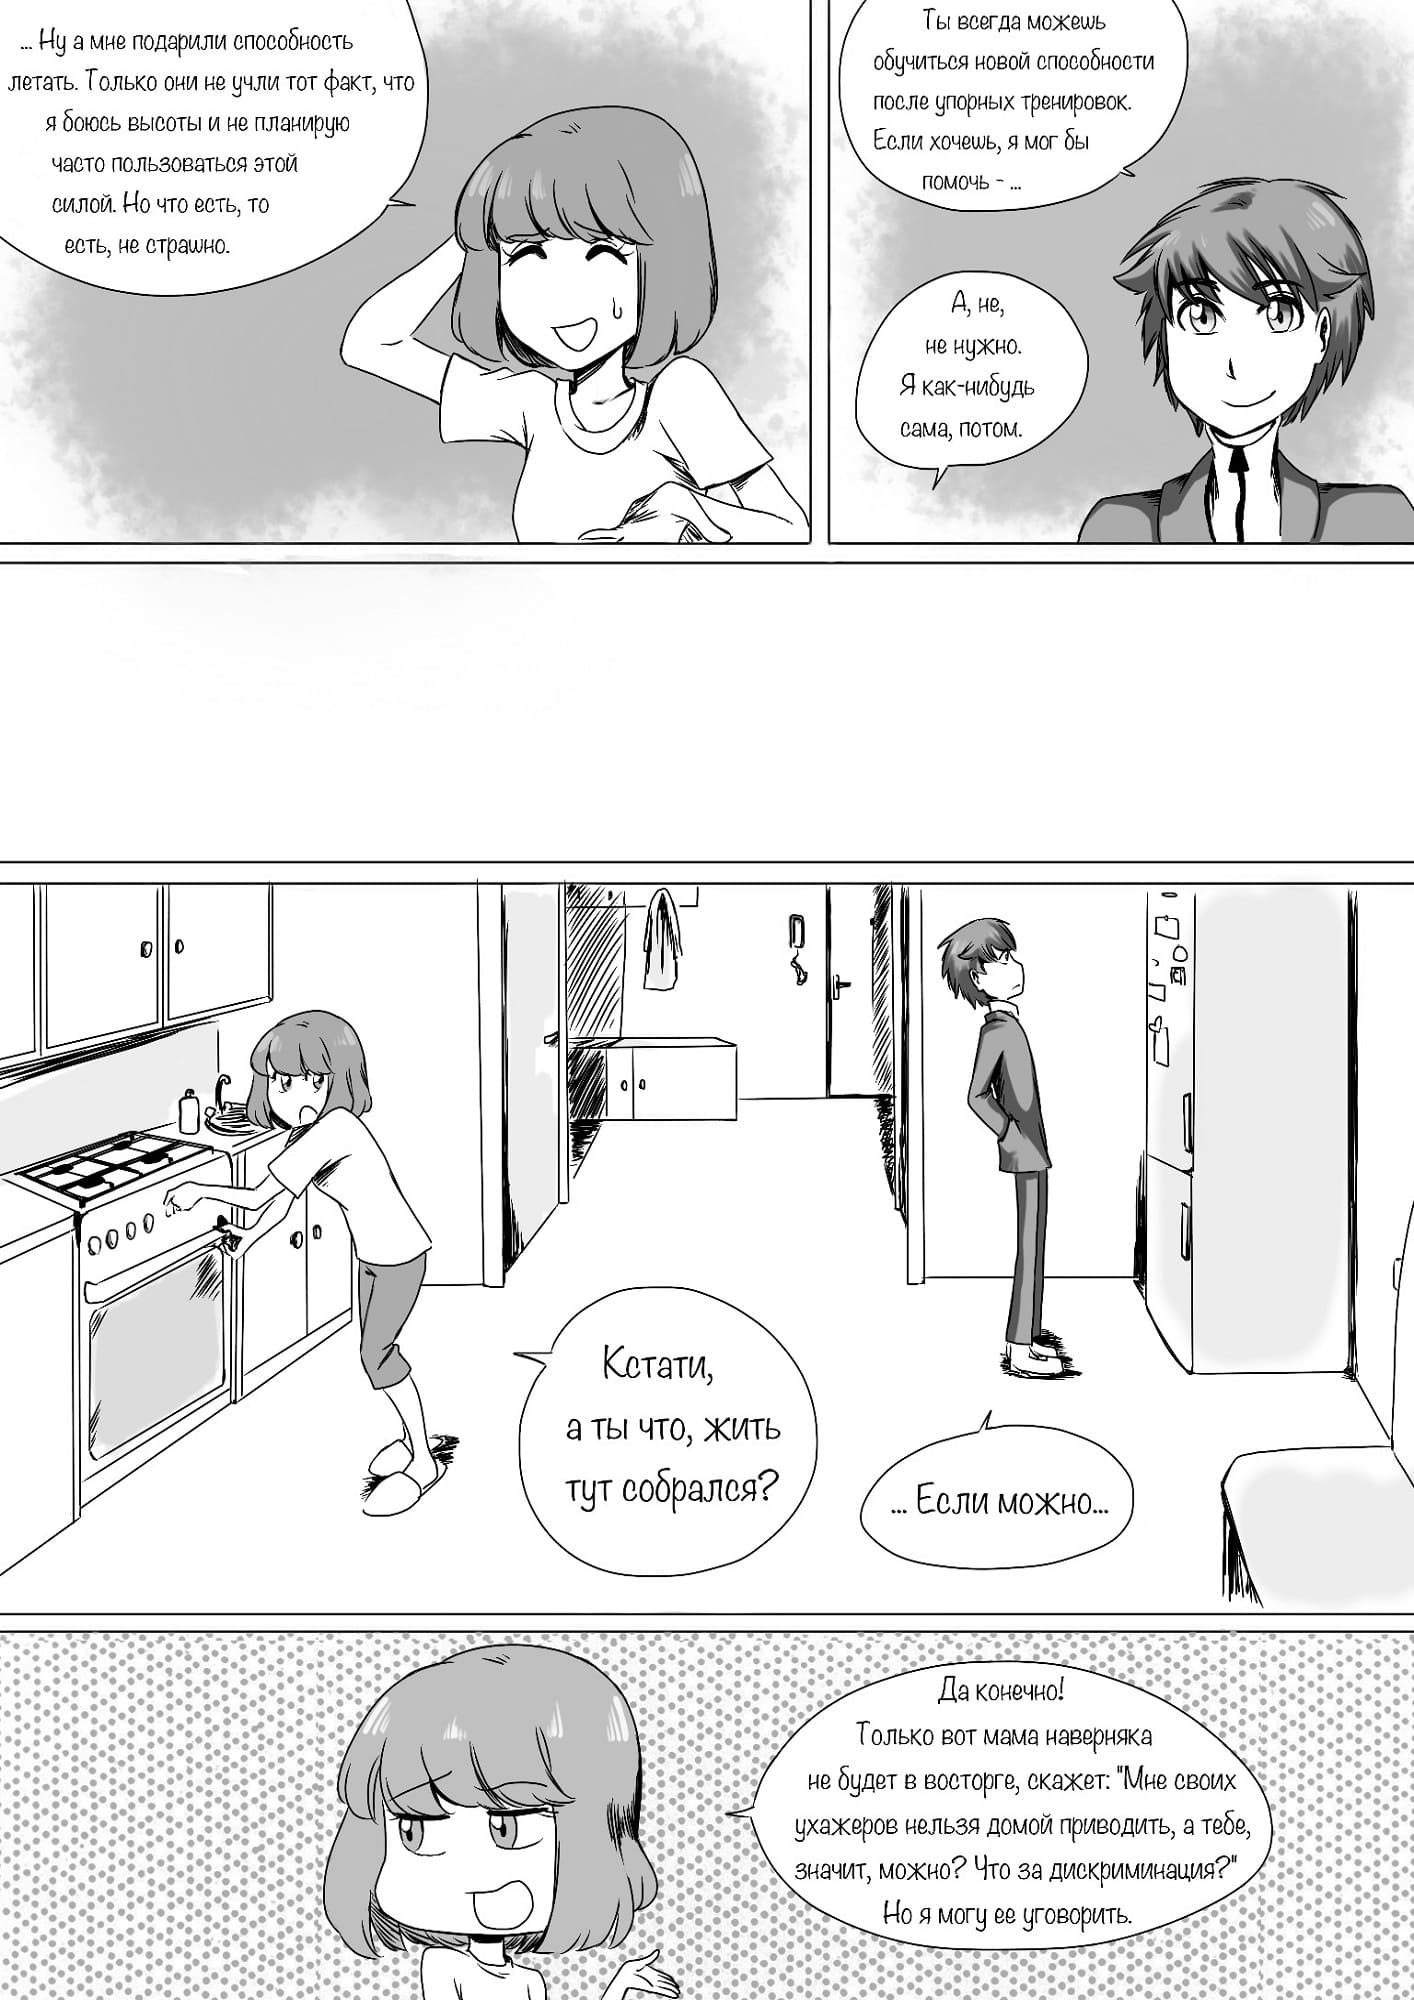 ... Ну а мне подарили способность
летать. Только они не учли тот факт, что
я боюсь высоты и не планирую
часто пользоваться этой
силой. Но что есть, то
есть, не страшно.
Ты всегда можешь
обучиться новой способности
после упорных тренировок.
Если хочешь, я мог бы
помочь - ...
А, не,
не нужно.
Я как-нибудь
сама, потом.
Кстати,
а ты что, жить
тут собрался?
... Если можно...
Да конечно!
Только вот мама наверняка
не будет в восторге, скажет: "Мне своих
ухажеров нельзя домой приводить, а тебе,
значит, можно? Что за дискриминация?"
Но я могу ее уговорить.